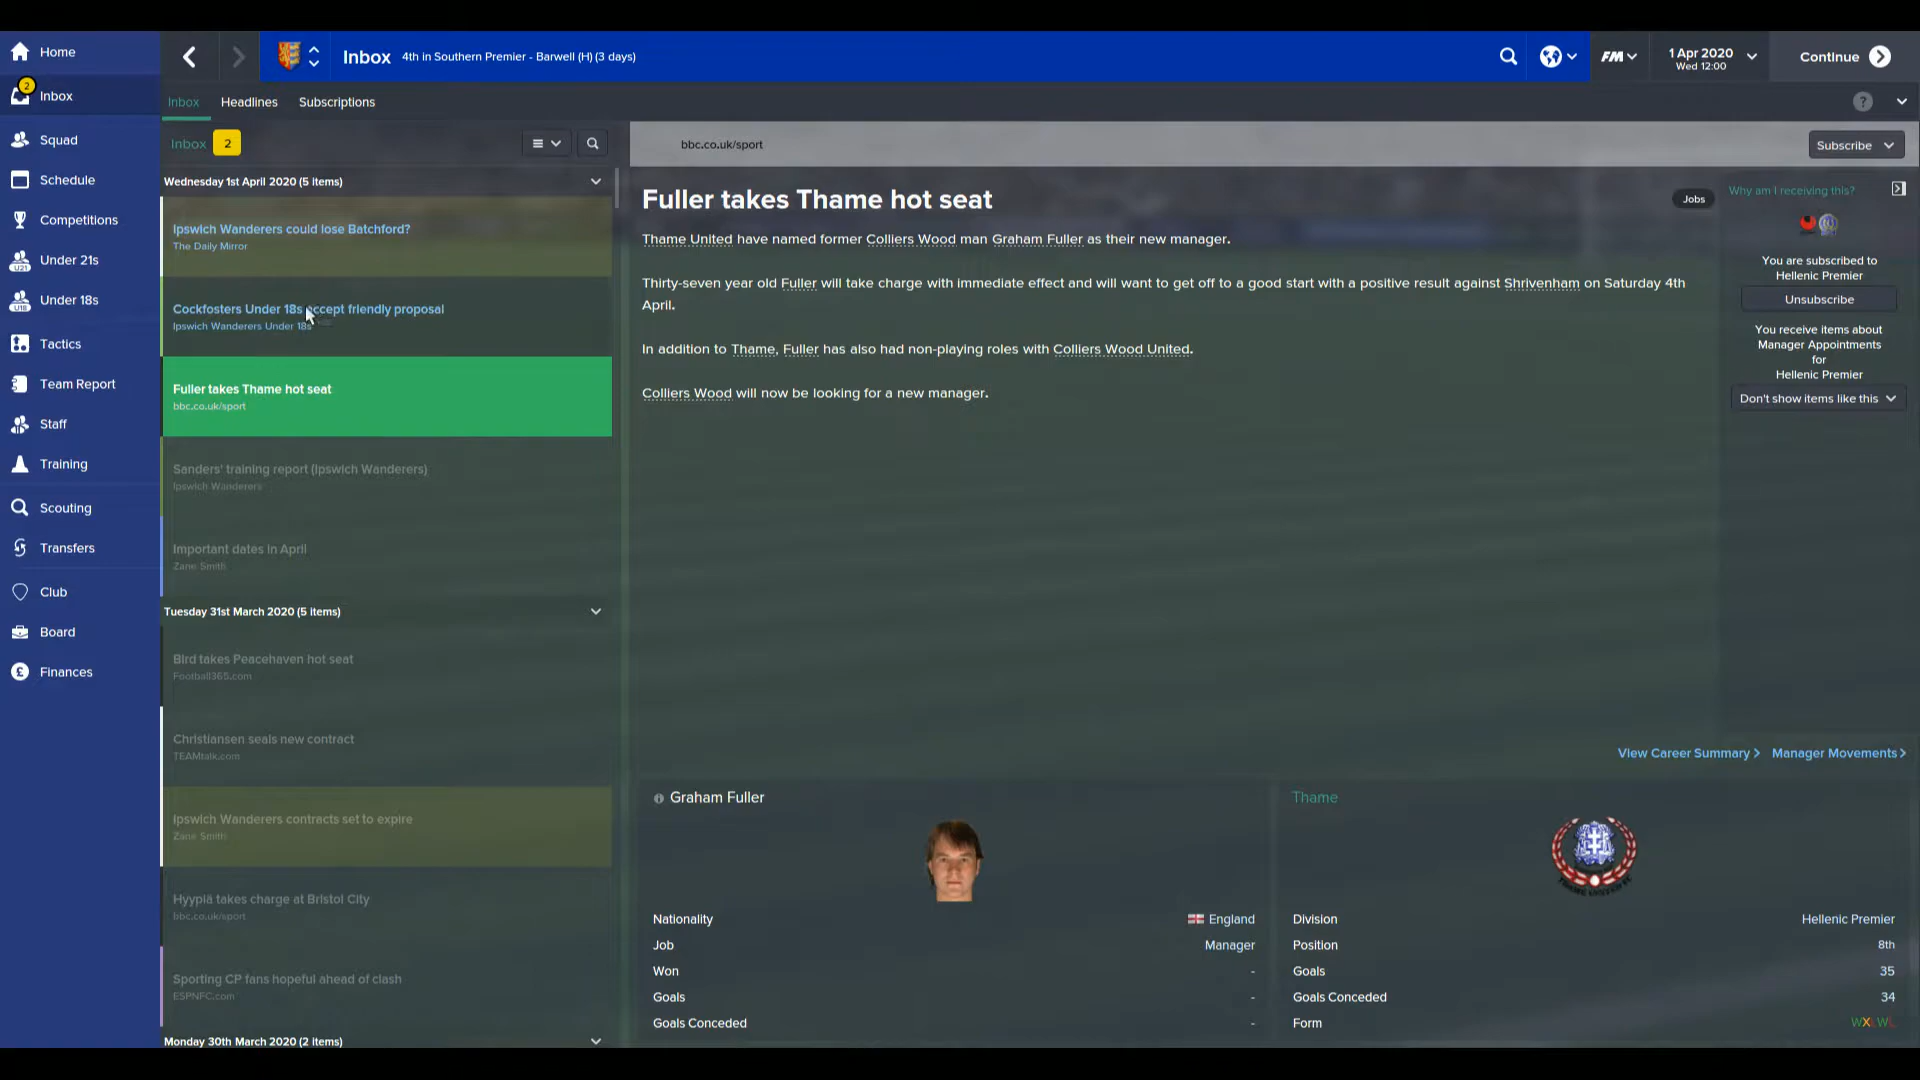 Home
2
Inbox
Squad
Schedule
Competitions
Under 21s
Under 18s
Tactics
Team Report
Staff
Training
Scouting
Transfers
Club
Board
Finances
Inbox 4th in Southern Premier - Barwell (H) (3 days)
FM
1 Apr 2020
Wed 12:00
Continue
Inbox Headlines Subscriptions
Inbox 2
Wednesday 1st April 2020 (5 items)
Ipswich Wanderers could lose Batchford?
The Daily Mirror
Cockfosters Under 18s accept friendly proposal
Ipswich Wanderers Under 18s
Fuller takes Thame hot seat
bbc.co.uk/sport
Sanders' training report (Ipswich Wanderers)
Ipswich Wanderers
Important dates in April
Zane Smith
Tuesday 31st March 2020 (5 items)
Bird takes Peacehaven hot seat
Football365.com
Christiansen seals new contract
TEAMtalk.com
Ipswich Wanderers contracts set to expire
Zane Smith
Hyypiä takes charge at Bristol City
bbc.co.uk/sport
Sporting CP fans hopeful ahead of clash
ESPNFC.com
Monday 30th March 2020 (2 items)
bbc.co.uk/sport
Subscribe
Fuller takes Thame hot seat
Jobs
Thame United have named former Colliers Wood man Graham Fuller as their new manager.
Thirty-seven year old Fuller will take charge with immediate effect and will want to get off to a good start with a positive result against Shrivenham on Saturday 4th
April.
In addition to Thame, Fuller has also had non-playing roles with Colliers Wood United.
Colliers Wood will now be looking for a new manager.
Why am I receiving this?
You are subscribed to
Hellenic Premier
Unsubscribe
You receive items about
Manager Appointments
for
Hellenic Premier
Don't show items like this
View Career Summary Manager Movements
Graham Fuller
Nationality England
Job Manager
Won -
Goals -
Goals Conceded -
Thame
Division Hellenic Premier
Position 8th
Goals 35
Goals Conceded 34
Form